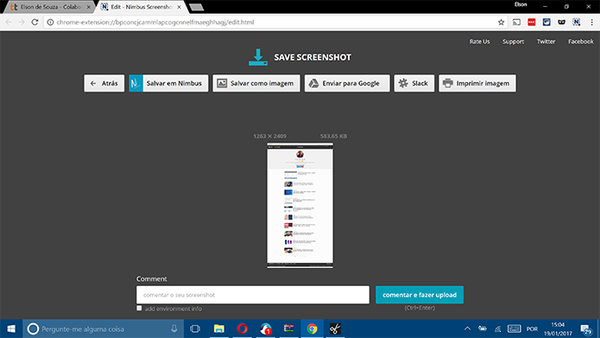 Elson
Elson de Souza - Colabo
Edit - Nimbus Screensho
chrome-extension://bpconcjcammlapcogcnnelfmaeghhagj/edit.html
Rate Us Support Twitter Facebook
SAVE SCREENSHOT
Atrás Salvar em Nimbus Salvar como imagem Enviar para Google Slack Imprimir imagem
1263 × 2489 583.65 KB
Comment
comentar o seu screenshot comentar e fazer upload
add environment info (Ctrl+Enter)
Pergunte-me alguma coisa POR 15:04
19/01/2017